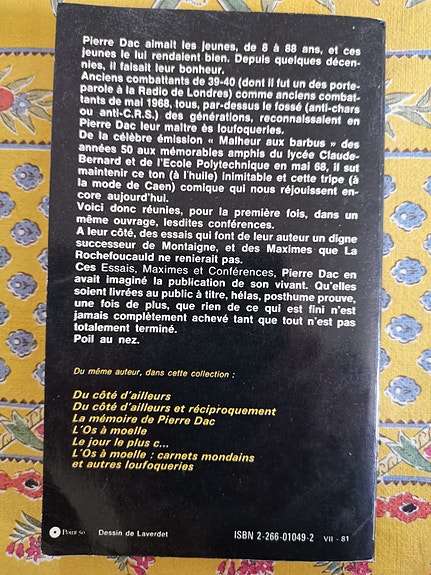 Pierre Dac aimait les jeunes, de 8 à 88 ans, et ces
jeunes le lui rendaient bien. Depuis quelques décen-
nies, il faisait leur bonheur.
Anciens combattants de 39-40 (dont il fut un des porte-
parole à la Radio de Londres) comme anciens combat-
tants de mai 1968, tous, par-dessus le fossé (anti-chars
ou anti-C.R.S.) des générations, reconnaissaient en
Pierre Dac leur maître ès loufoqueries.
De la célèbre émission « Malheur aux barbus » des
années 50 aux mémorables amphis du lycée Claude-
Bernard et de l'Ecole Polytechnique en mai 68, il sut
maintenir ce ton (à l'huile) inimitable et cette tripe (à
la mode de Caen) comique qui nous réjouissent en-
core aujourd'hui.
Voici donc réunies, pour la première fois, dans un
même ouvrage, lesdites conférences.
A leur côté, des essais qui font de leur auteur un digne
successeur de Montaigne, et des Maximes que La
Rochefoucauld ne renierait pas.
Ces Essais, Maximes et Conférences, Pierre Dac en
avait imaginé la publication de son vivant. Qu'elles
soient livrées au public à titre, hélas, posthume prouve,
une fois de plus, que rien de ce qui est fini n'est
jamais complètement achevé tant que tout n'est pas
totalement terminé.
Poil au nez.
Du même auteur, dans cette collection :
Du côté d'ailleurs
Du côté d'ailleurs et réciproquement
La mémoire de Pierre Dac
L'Os à moelle
Le jour le plus c...
L'Os à moelle : carnets mondains
et autres loufoqueries
Dessin de Laverdet
ISBN 2-266-01049-2 VII - 81